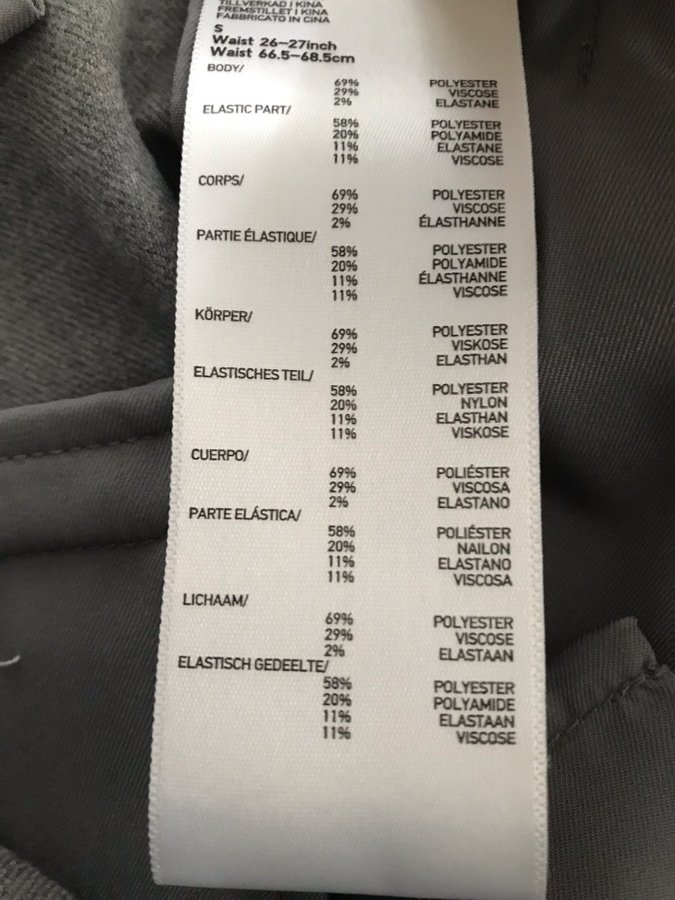 TILLVERKAD I KINA
FREMSTILLET I KINA
FABBRICATO IN CINA
S
Waist 26-27inch
Waist 66.5-68.5cm
BODY/
69% POLYESTER
29% VISCOSE
2% ELASTANE
ELASTIC PART/
58% POLYESTER
20% POLYAMIDE
11% ELASTANE
11% VISCOSE
CORPS/
69% POLYESTER
29% VISCOSE
2% ÉLASTHANNE
PARTIE ÉLASTIQUE/
58% POLYESTER
20% POLYAMIDE
11% ÉLASTHANNE
11% VISCOSE
KÖRPER/
69% POLYESTER
29% VISKOSE
2% ELASTHAN
ELASTISCHES TEIL/
58% POLYESTER
20% NYLON
11% ELASTHAN
11% VISKOSE
CUERPO/
69% POLIÉSTER
29% VISCOSA
2% ELASTANO
PARTE ELÁSTICA/
58% POLIÉSTER
20% NAILON
11% ELASTANO
11% VISCOSA
LICHAAM/
69% POLYESTER
29% VISCOSE
2% ELASTAAN
ELASTISCH GEDEELTE/
58% POLYESTER
20% POLYAMIDE
11% ELASTAAN
11% VISCOSE